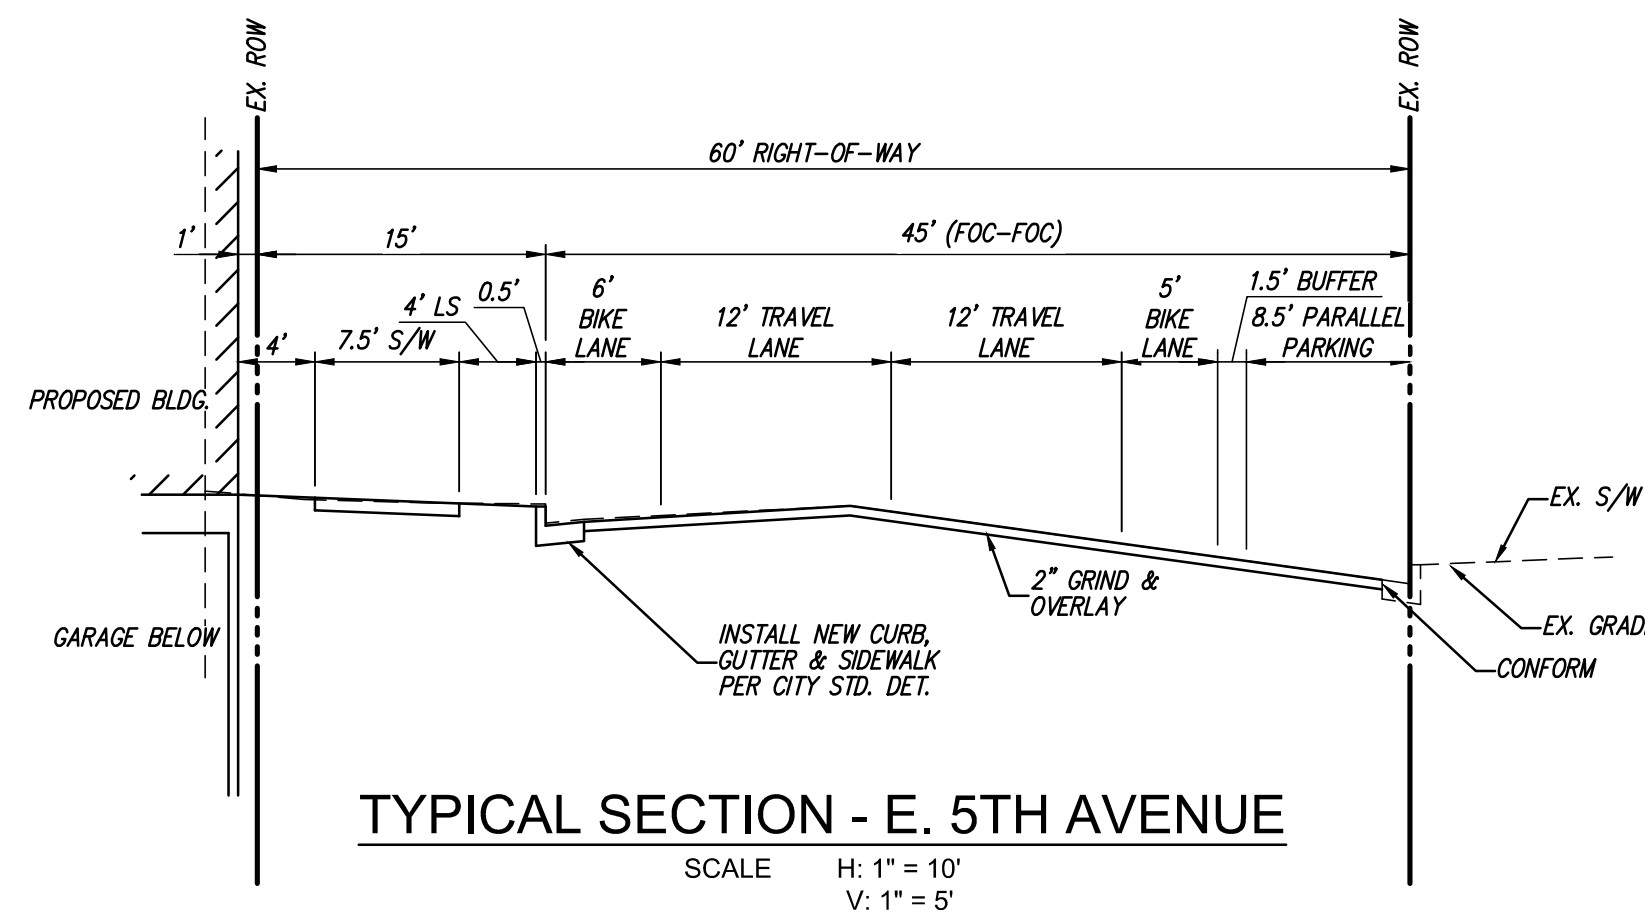 EX. ROW
EX. ROW
60' RIGHT-OF-WAY
1'
15'
45' (FOC-FOC)
4'
7.5' S/W
4' LS
0.5'
6'
BIKE
LANE
12' TRAVEL
LANE
12' TRAVEL
LANE
5'
BIKE
LANE
1.5' BUFFER
8.5' PARALLEL
PARKING
PROPOSED BLDG.
EX. S/W
2" GRIND &
OVERLAY
GARAGE BELOW
INSTALL NEW CURB,
GUTTER & SIDEWALK
PER CITY STD. DET.
EX. GRAD
CONFORM
TYPICAL SECTION - E. 5TH AVENUE
SCALE H: 1" = 10'
V: 1" = 5'